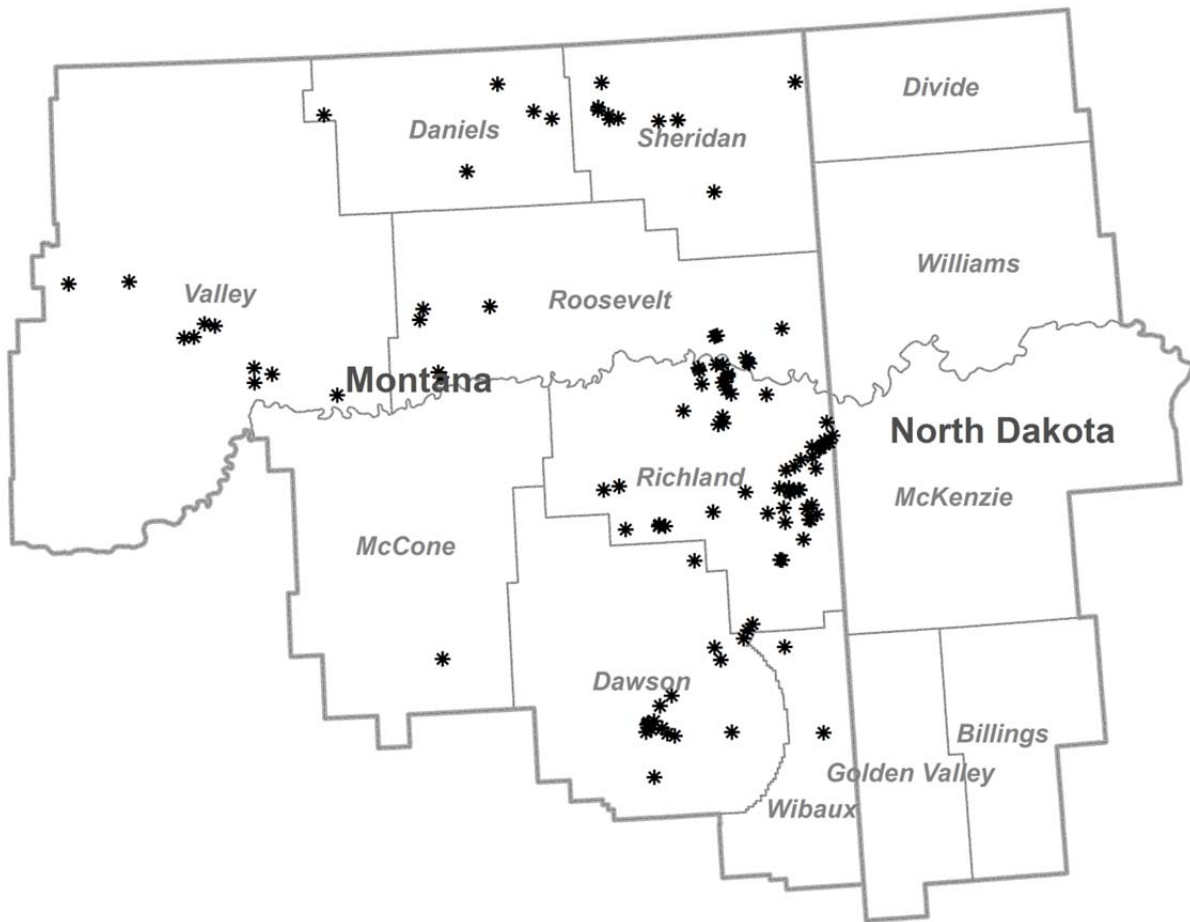 Divide
Daniels
Sheridan
Williams
Valley
Roosevelt
Montana
North Dakota
Richland
McKenzie
McCone
Dawson
Billings
Golden Valley
Wibaux